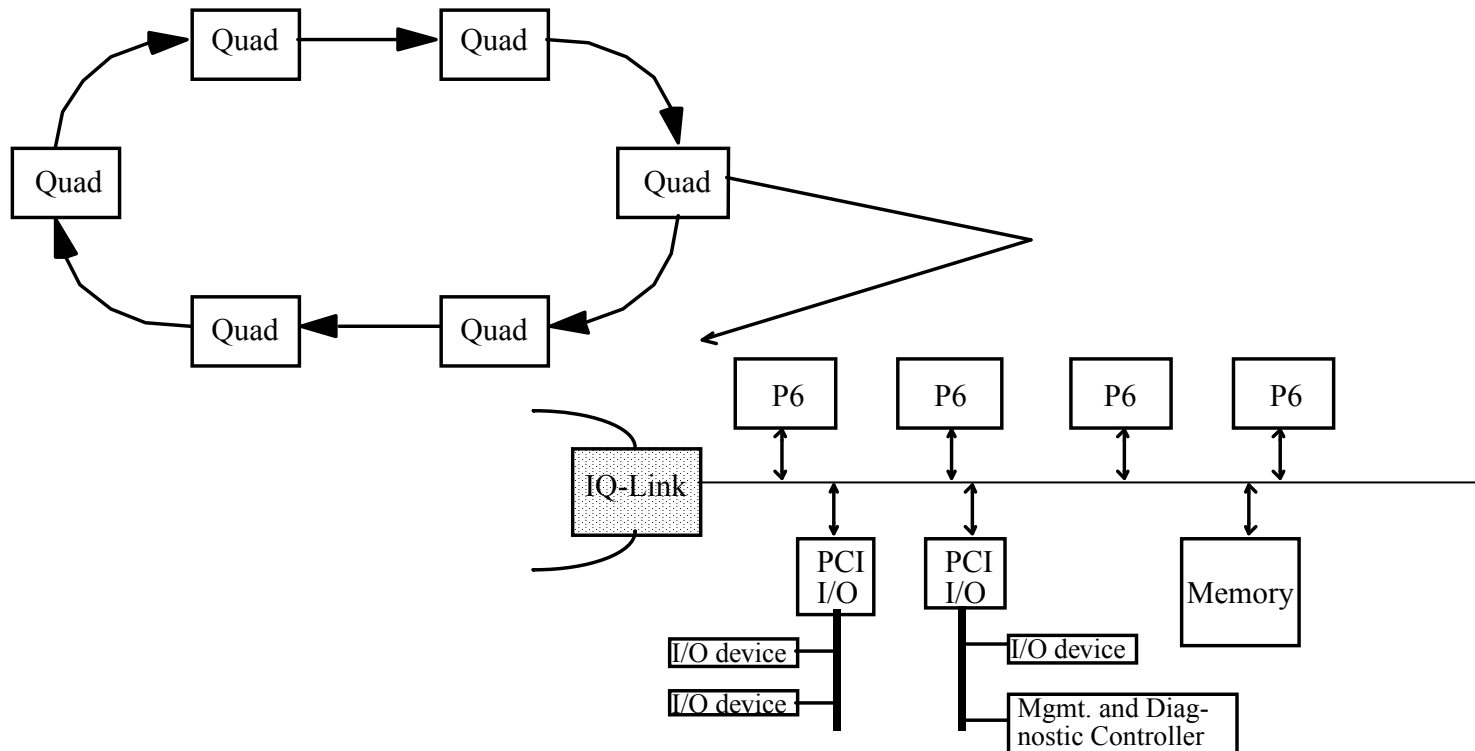 Quad
Quad
Quad
Quad
Quad
Quad
P6
P6
P6
P6
IQ-Link
PCI
I/O
PCI
I/O
Memory
I/O device
I/O device
I/O device
Mgmt. and Diag-
nostic Controller